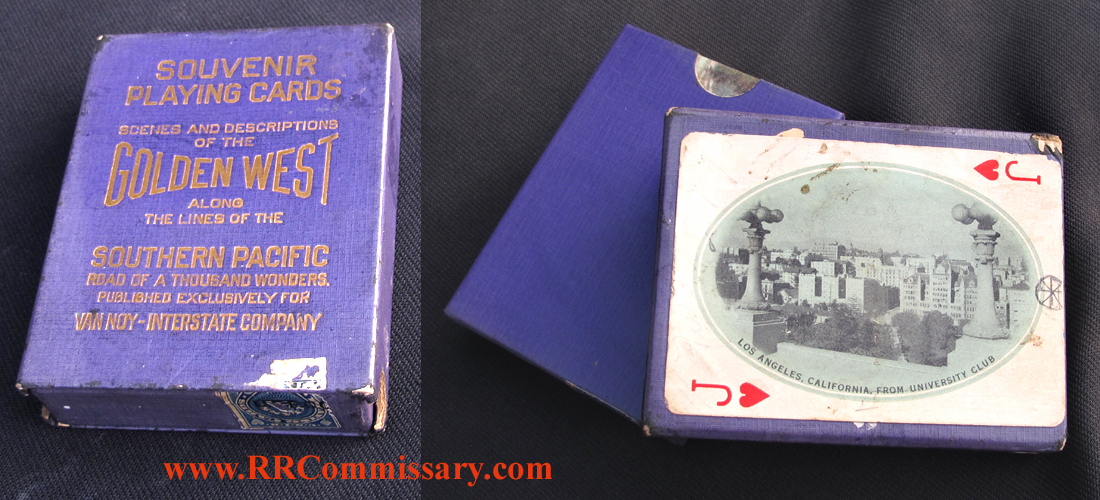 SOUVENIR
PLAYING CARDS
SCENES AND DESCRIPTIONS
OF THE
GOLDEN WEST
ALONG
THE LINES OF THE
SOUTHERN PACIFIC
ROAD OF A THOUSAND WONDERS.
PUBLISHED EXCLUSIVELY FOR
VAN NOY-INTERSTATE COMPANY
J
LOS ANGELES, CALIFORNIA, FROM UNIVERSITY CLUB
J
www.RRCommissary.com